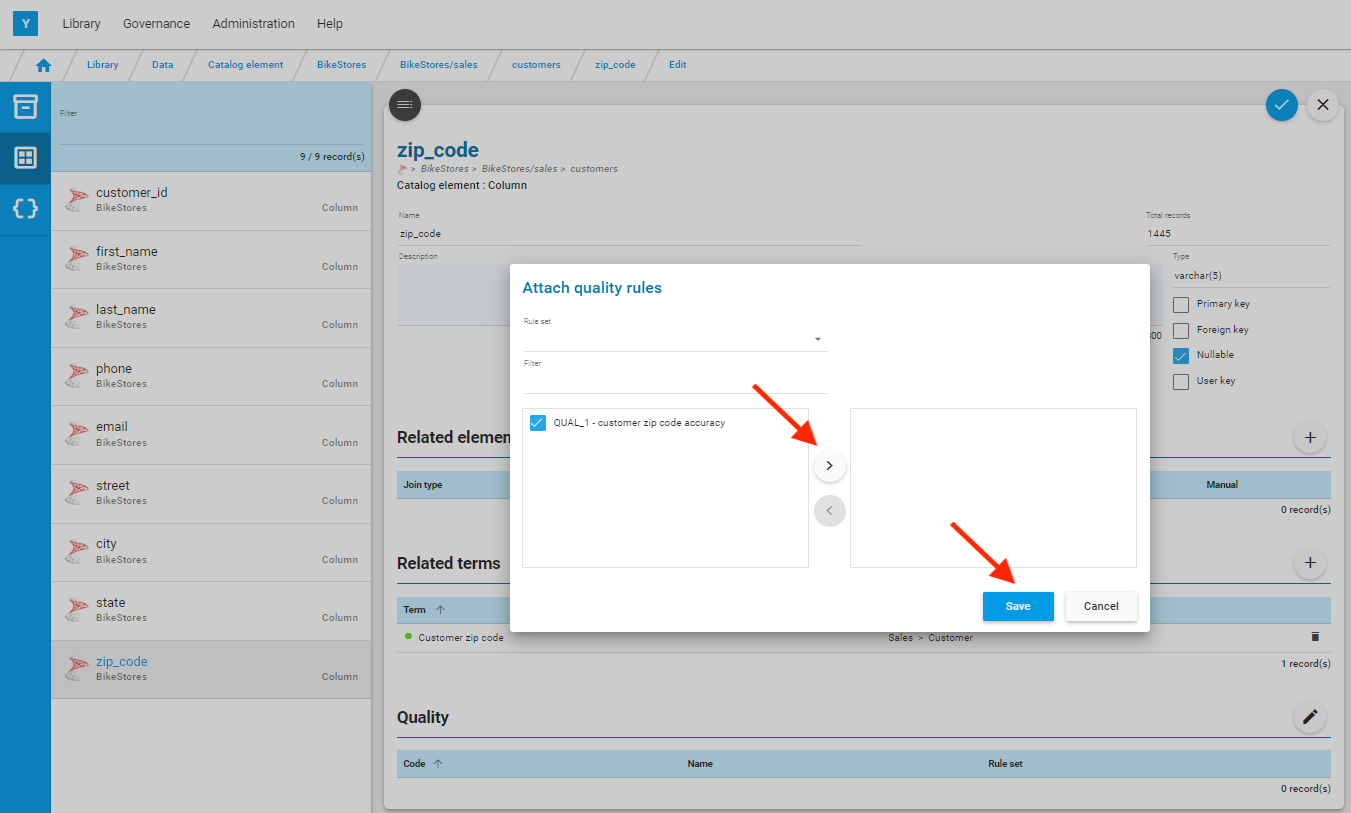 Y Library Governance Administration Help
Library Data Catalog element BikeStores BikeStores/sales customers zip_code Edit
Filter
9 / 9 record(s)
customer_id
BikeStores Column
first_name
BikeStores Column
last_name
BikeStores Column
phone
BikeStores Column
email
BikeStores Column
street
BikeStores Column
city
BikeStores Column
state
BikeStores Column
zip_code
BikeStores Column
zip_code
> BikeStores > BikeStores/sales > customers
Catalog element : Column
Name
zip_code
Total records
1445
Description
Type
varchar(5)
Primary key
Foreign key
Nullable
User key
Attach quality rules
Rule set
Filter
QUAL_1 - customer zip code accuracy
Save Cancel
Related elemen
Join type Manual
0 record(s)
Related terms
Term
Customer zip code Sales > Customer
1 record(s)
Quality
Code Name Rule set
0 record(s)